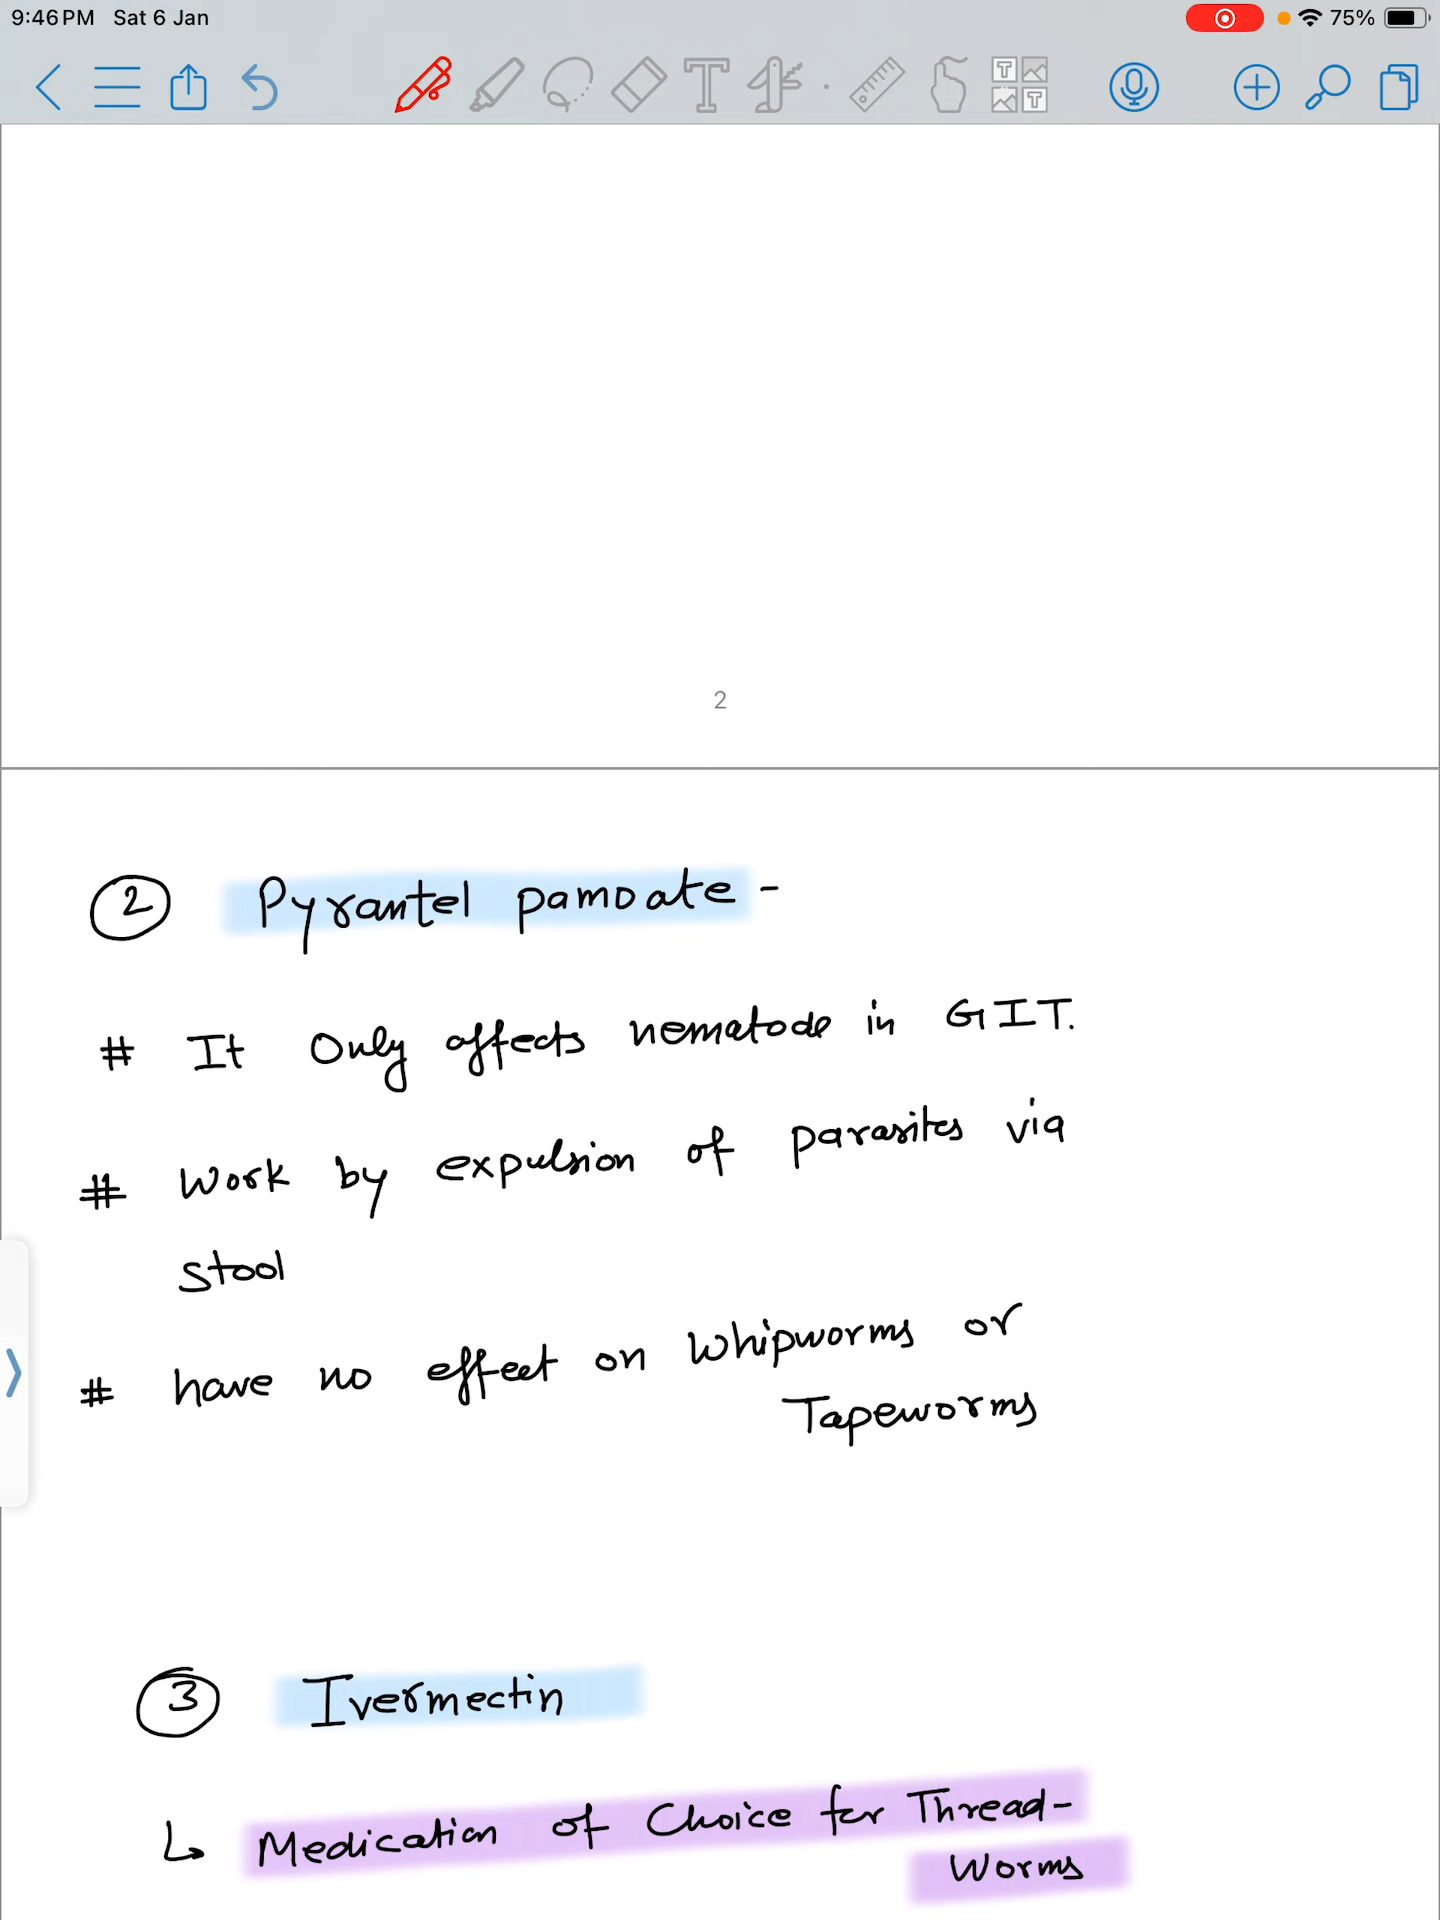 9:46 PM Sat 6 Jan 75%
2
2 Pyrantel pamoate -
# It Only affects nematode in GIT.
# Work by expulsion of parasites via
stool
# have no effect on Whipworms or
Tapeworms
3 Ivermectin
↳ Medication of Choice for Thread-
Worms